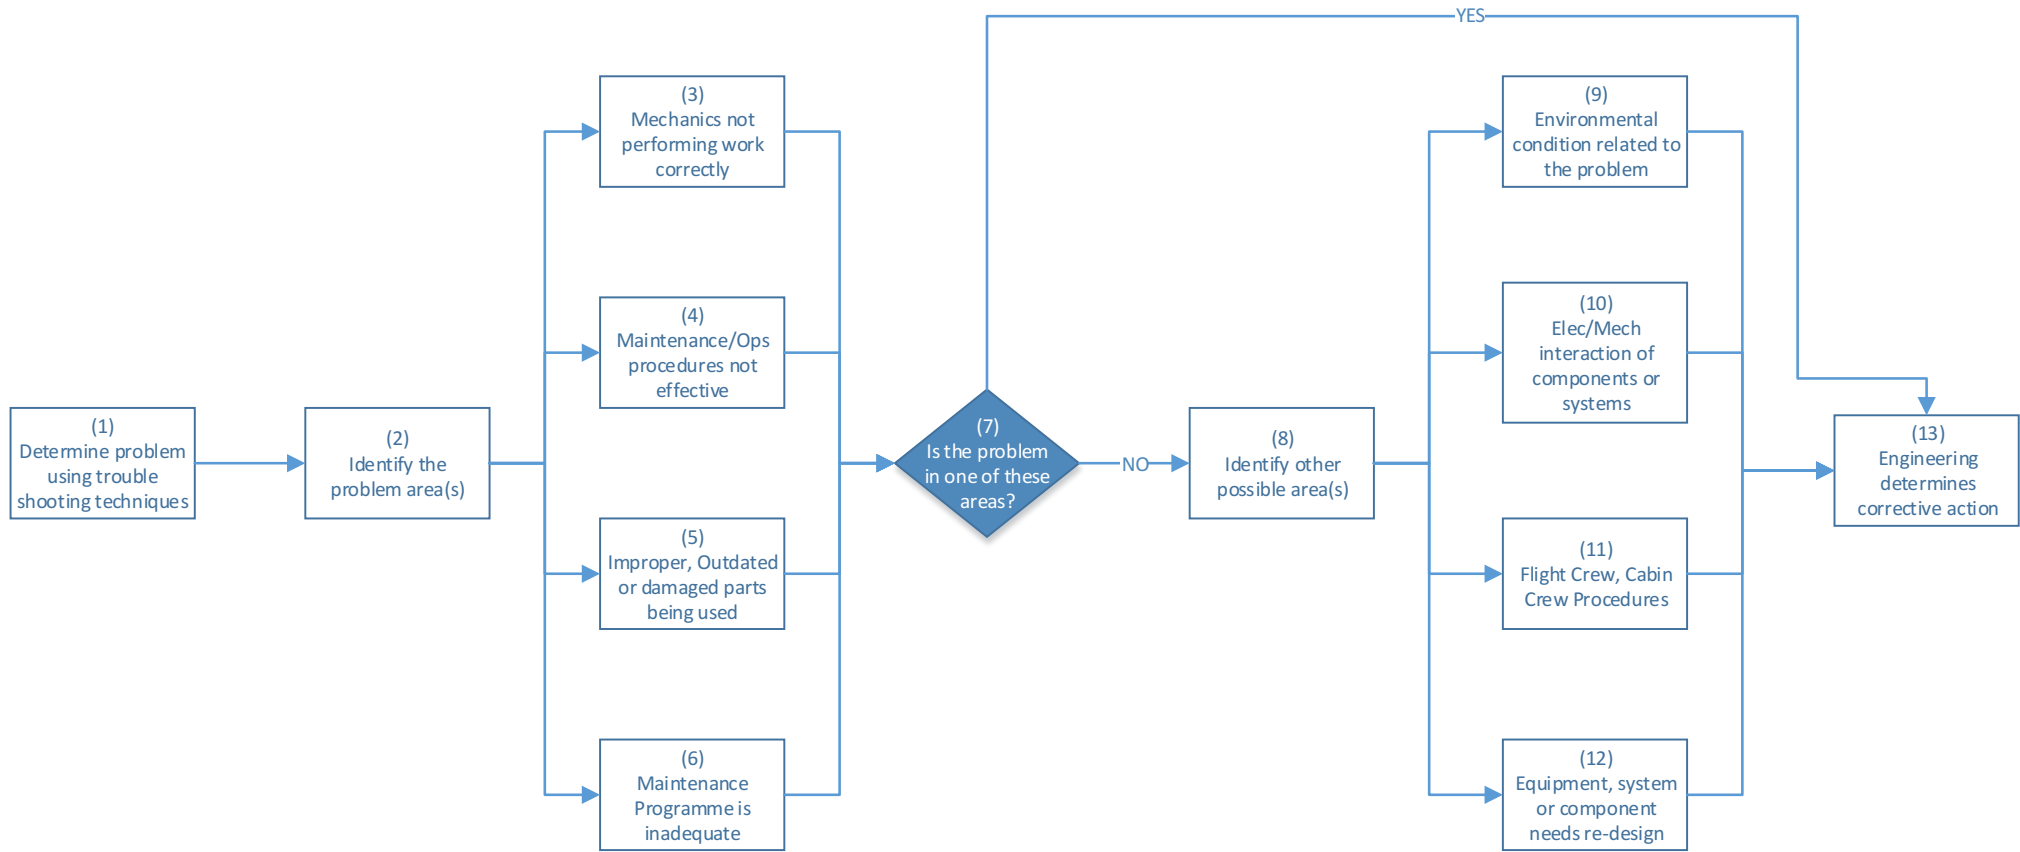 (1)
Determine problem
using trouble
shooting techniques
(2)
Identify the
problem area(s)
(3)
Mechanics not
performing work
correctly
(4)
Maintenance/Ops
procedures not
effective
(5)
Improper, Outdated
or damaged parts
being used
(6)
Maintenance
Programme is
inadequate
(7)
Is the problem
in one of these
areas?
YES
NO
(8)
Identify other
possible area(s)
(9)
Environmental
condition related to
the problem
(10)
Elec/Mech
interaction of
components or
systems
(11)
Flight Crew, Cabin
Crew Procedures
(12)
Equipment, system
or component
needs re-design
(13)
Engineering
determines
corrective action